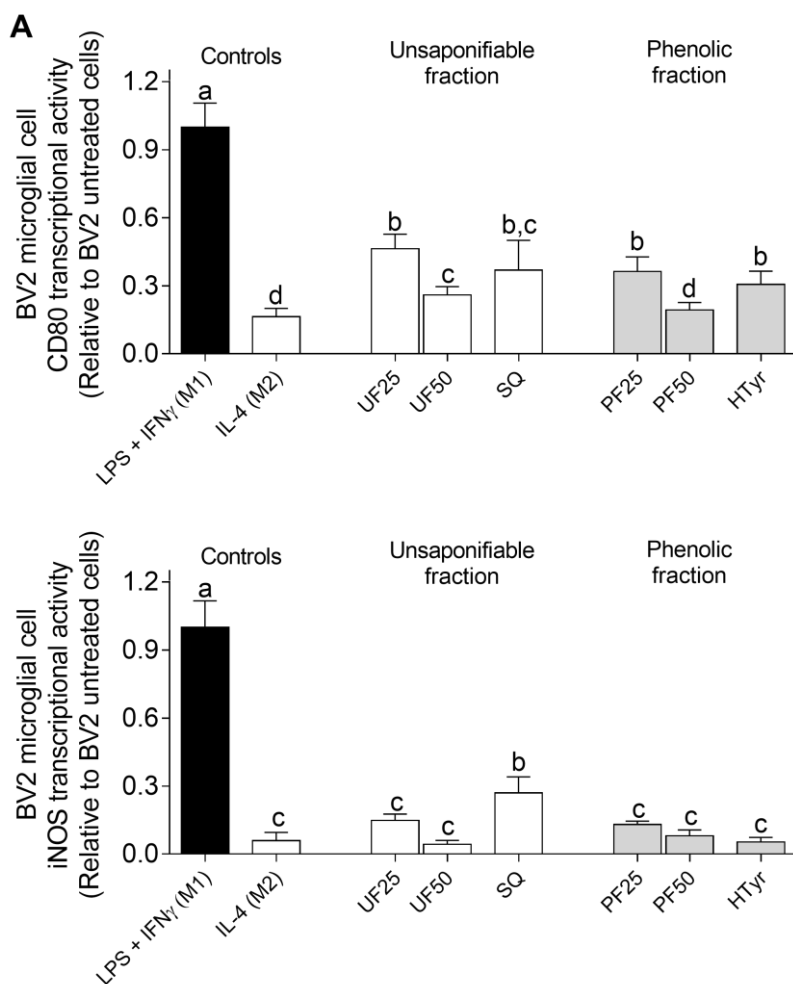 A
Controls
Unsaponifiable
fraction
Phenolic
fraction
BV2 microglial cell
CD80 transcriptional activity
(Relative to BV2 untreated cells)
1.2
0.9
0.6
0.3
0.0
a
d
b
c
b,c
b
d
b
LPS + IFNγ (M1)
IL-4 (M2)
UF25
UF50
SQ
PF25
PF50
HTyr
Controls
Unsaponifiable
fraction
Phenolic
fraction
BV2 microglial cell
iNOS transcriptional activity
(Relative to BV2 untreated cells)
1.2
0.9
0.6
0.3
0.0
a
c
c
c
b
c
c
c
LPS + IFNγ (M1)
IL-4 (M2)
UF25
UF50
SQ
PF25
PF50
HTyr